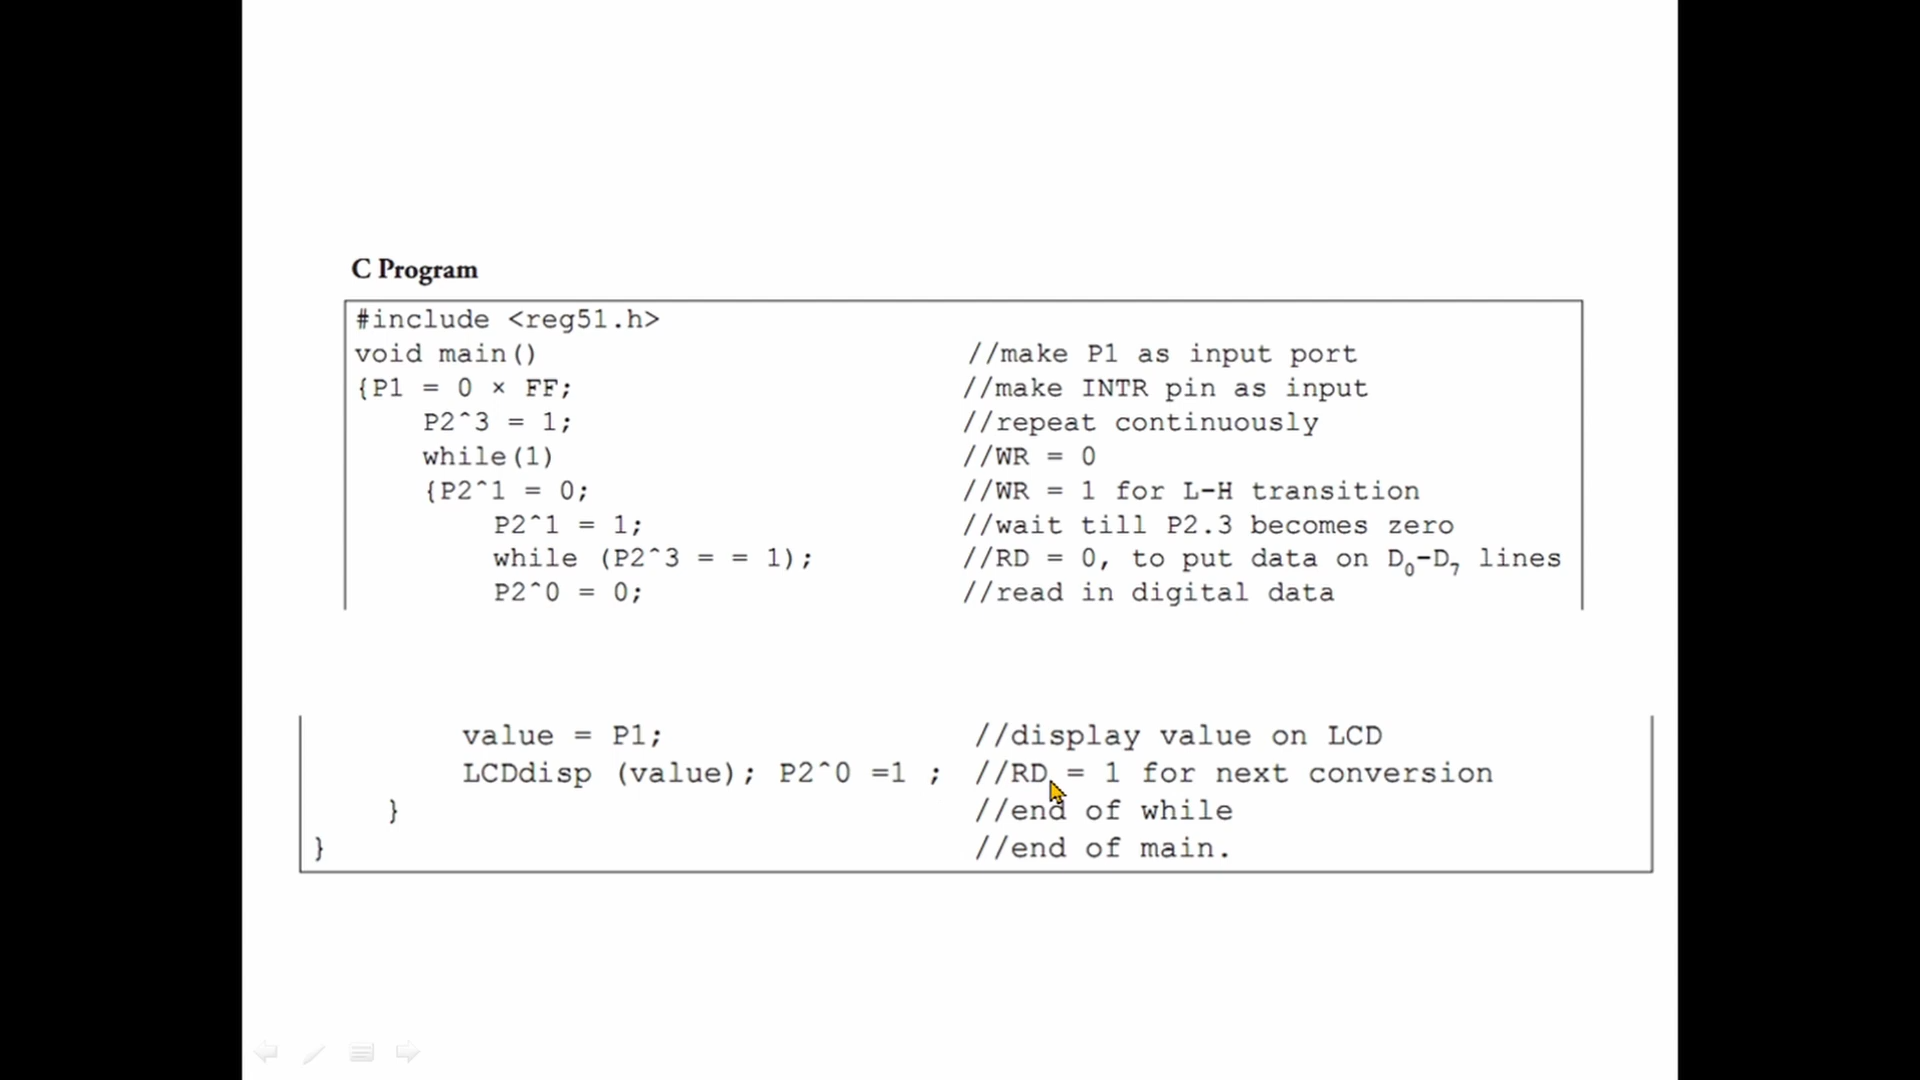 C Program
#include <reg51.h>
void main() //make P1 as input port
{P1 = 0 × FF; //make INTR pin as input
P2^3 = 1; //repeat continuously
while(1) //WR = 0
{P2^1 = 0; //WR = 1 for L-H transition
P2^1 = 1; //wait till P2.3 becomes zero
while (P2^3 = = 1); //RD = 0, to put data on D₀-D₇ lines
P2^0 = 0; //read in digital data
value = P1; //display value on LCD
LCDdisp (value); P2^0 =1 ; //RD = 1 for next conversion
} //end of while
} //end of main.